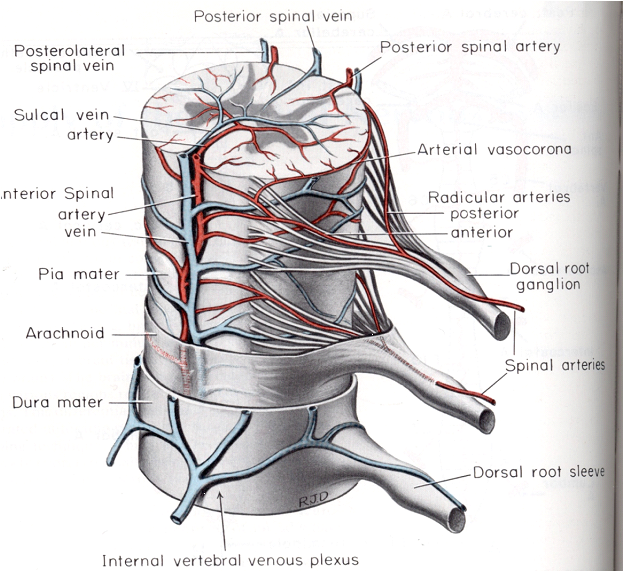 Posterior spinal vein
Posterolateral
spinal vein
Posterior spinal artery
Sulcal vein
artery
Arterial vasocorona
nterior Spinal
artery
vein
Radicular arteries
posterior
anterior
Pia mater
Dorsal root
ganglion
Arachnoid
Spinal arteries
Dura mater
Dorsal root sleeve
RJD
Internal vertebral venous plexus